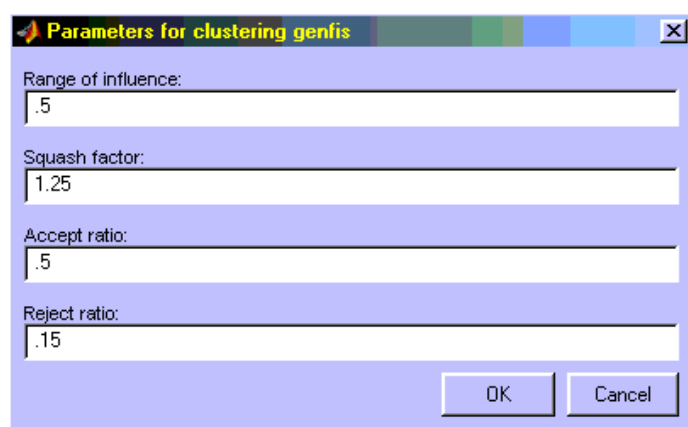 Parameters for clustering genfis
Range of influence:
.5
Squash factor:
1.25
Accept ratio:
.5
Reject ratio:
.15
OK Cancel